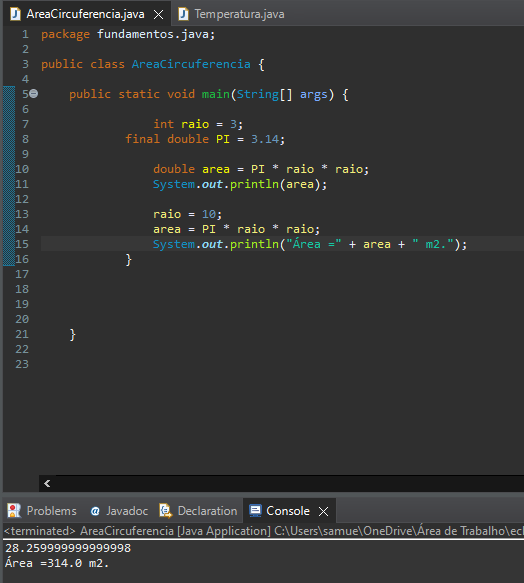 AreaCircuferencia.java Temperatura.java
1 package fundamentos.java;
2
3 public class AreaCircuferencia {
4
5 public static void main(String[] args) {
6
7 int raio = 3;
8 final double PI = 3.14;
9
10 double area = PI * raio * raio;
11 System.out.println(area);
12
13 raio = 10;
14 area = PI * raio * raio;
15 System.out.println("Área =" + area + " m2.");
16 }
17
18
19
20
21 }
22
23
Problems Javadoc Declaration Console
<terminated> AreaCircuferencia [Java Application] C:\Users\samue\OneDrive\Área de Trabalho\ecl
28.259999999999998
Área =314.0 m2.